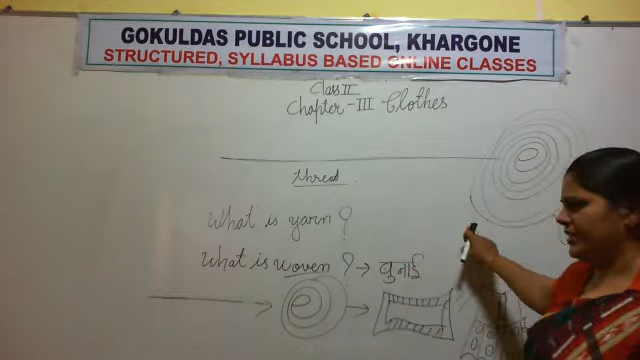 GOKULDAS PUBLIC SCHOOL, KHARGONE
STRUCTURED, SYLLABUS BASED ONLINE CLASSES
Class II
Chapter - III - Clothes
thread
What is yarn ?
What is woven ? → बुनाई